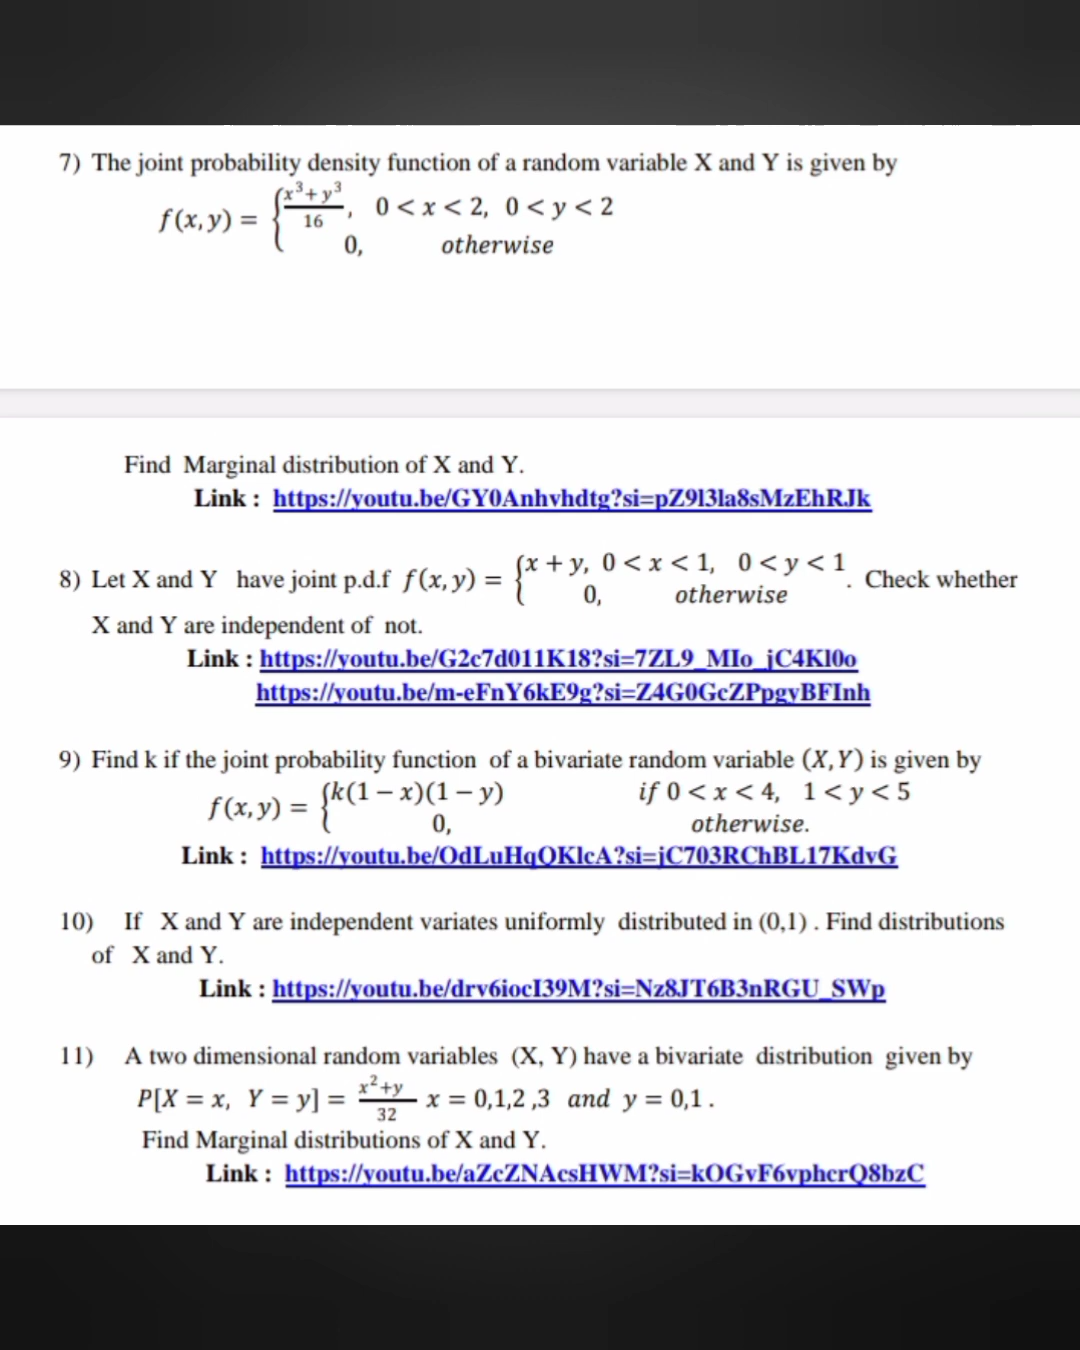 7) The joint probability density function of a random variable X and Y is given by
f(x, y) = { (x³ + y³)/16, 0 < x < 2, 0 < y < 2
0, otherwise
Find Marginal distribution of X and Y.
Link : https://youtu.be/GY0Anhvhdtg?si=pZ9l3la8sMzEhRJk
8) Let X and Y have joint p.d.f f(x, y) = { x + y, 0 < x < 1, 0 < y < 1 . Check whether
0, otherwise
X and Y are independent of not.
Link : https://youtu.be/G2c7d011K18?si=7ZL9_MIo_jC4Kl0o
https://youtu.be/m-eFnY6kE9g?si=Z4G0GcZPpgyBFInh
9) Find k if the joint probability function of a bivariate random variable (X, Y) is given by
f(x, y) = { k(1 − x)(1 − y) if 0 < x < 4, 1 < y < 5
0, otherwise.
Link : https://youtu.be/OdLuHqQKlcA?si=jC703RChBL17KdvG
10) If X and Y are independent variates uniformly distributed in (0,1) . Find distributions
of X and Y.
Link : https://youtu.be/drv6iocI39M?si=Nz8JT6B3nRGU_SWp
11) A two dimensional random variables (X, Y) have a bivariate distribution given by
P[X = x, Y = y] = (x²+y)/32 x = 0,1,2 ,3 and y = 0,1 .
Find Marginal distributions of X and Y.
Link : https://youtu.be/aZcZNAcsHWM?si=kOGvF6vphcrQ8bzC